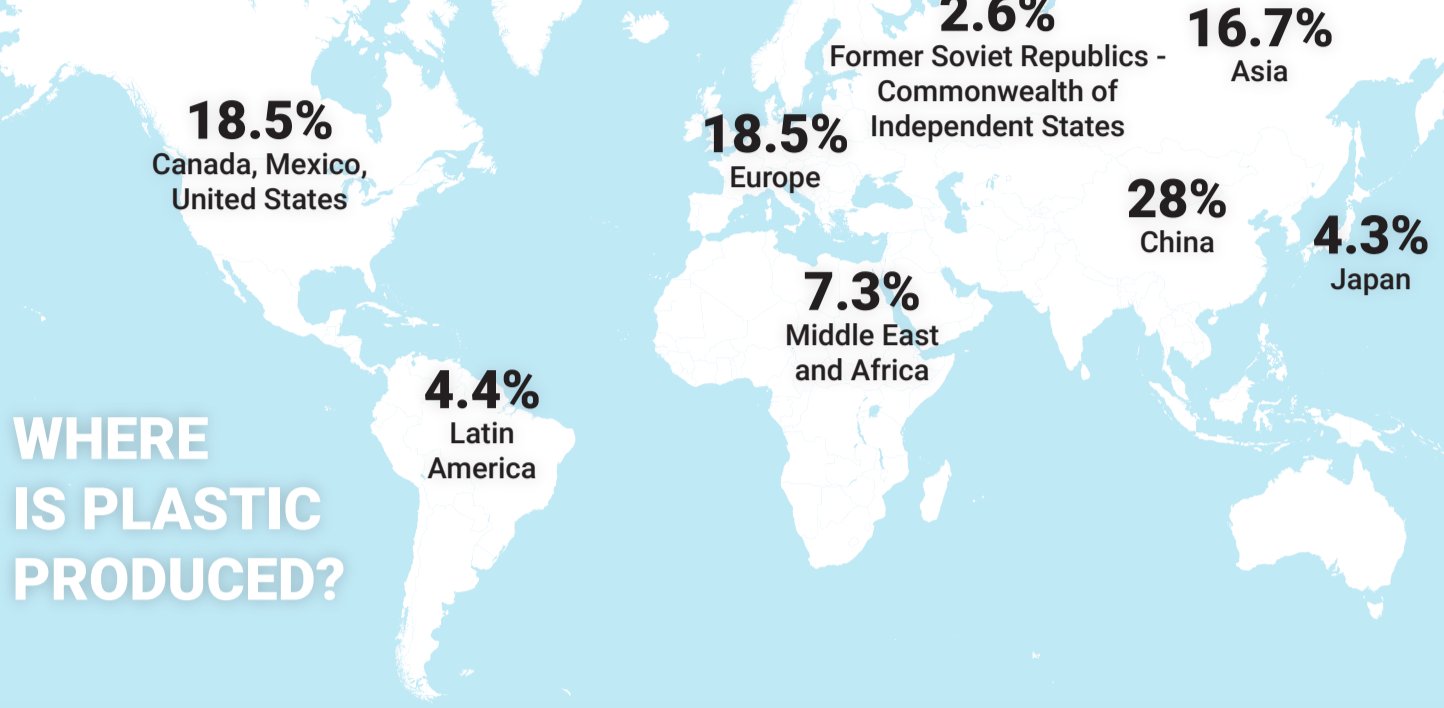 2.6%
Former Soviet Republics -
Commonwealth of
Independent States
16.7%
Asia
18.5%
Canada, Mexico,
United States
18.5%
Europe
28%
China
4.3%
Japan
7.3%
Middle East
and Africa
4.4%
Latin
America
WHERE
IS PLASTIC
PRODUCED?